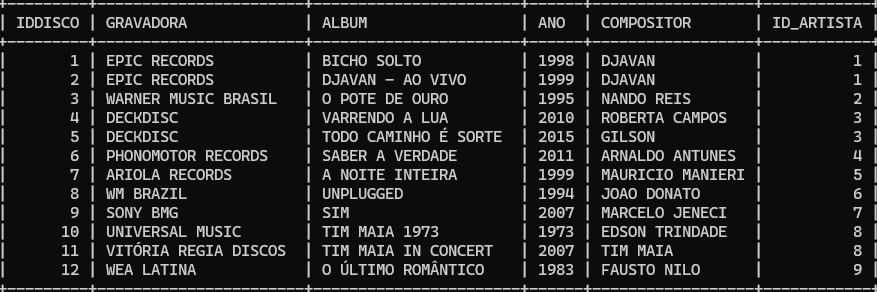 | IDDISCO | GRAVADORA | ALBUM | ANO | COMPOSITOR | ID_ARTISTA |
| 1 | EPIC RECORDS | BICHO SOLTO | 1998 | DJAVAN | 1 |
| 2 | EPIC RECORDS | DJAVAN - AO VIVO | 1999 | DJAVAN | 1 |
| 3 | WARNER MUSIC BRASIL | O POTE DE OURO | 1995 | NANDO REIS | 2 |
| 4 | DECKDISC | VARRENDO A LUA | 2010 | ROBERTA CAMPOS | 3 |
| 5 | DECKDISC | TODO CAMINHO É SORTE | 2015 | GILSON | 3 |
| 6 | PHONOMOTOR RECORDS | SABER A VERDADE | 2011 | ARNALDO ANTUNES | 4 |
| 7 | ARIOLA RECORDS | A NOITE INTEIRA | 1999 | MAURICIO MANIERI | 5 |
| 8 | WM BRAZIL | UNPLUGGED | 1994 | JOAO DONATO | 6 |
| 9 | SONY BMG | SIM | 2007 | MARCELO JENECI | 7 |
| 10 | UNIVERSAL MUSIC | TIM MAIA 1973 | 1973 | EDSON TRINDADE | 8 |
| 11 | VITÓRIA REGIA DISCOS | TIM MAIA IN CONCERT | 2007 | TIM MAIA | 8 |
| 12 | WEA LATINA | O ÚLTIMO ROMÂNTICO | 1983 | FAUSTO NILO | 9 |